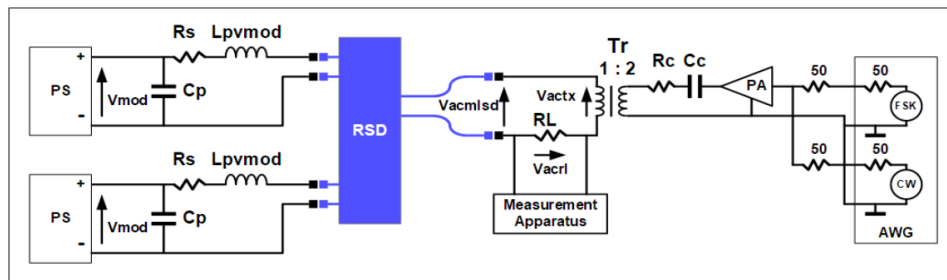 Rs Lpvmod
+
PS
Vmod
Cp
-
Rs Lpvmod
+
PS
Vmod
Cp
-
RSD
Vacmlsd
Tr
1 : 2
Vactx
RL
Vacrl
Measurement
Apparatus
Rc Cc
PA
50 50
FSK
50 50
CW
AWG